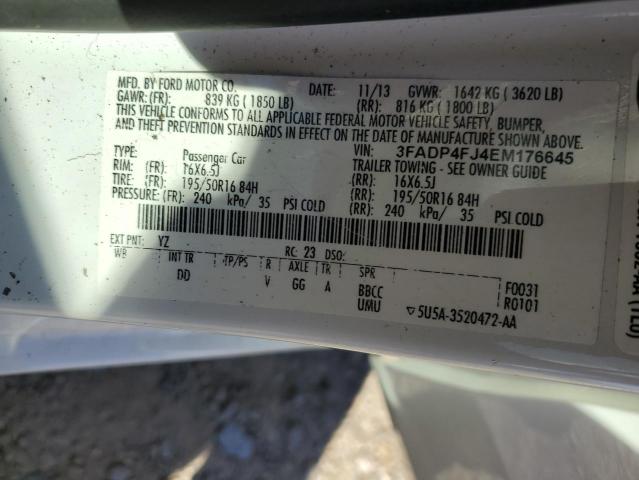 MFD. BY FORD MOTOR CO. DATE: 11/13 GVWR: 1642 KG ( 3620 LB)
GAWR: (FR): 839 KG ( 1850 LB) (RR): 816 KG ( 1800 LB)
THIS VEHICLE CONFORMS TO ALL APPLICABLE FEDERAL MOTOR VEHICLE SAFETY, BUMPER,
AND THEFT PREVENTION STANDARDS IN EFFECT ON THE DATE OF MANUFACTURE SHOWN ABOVE.
VIN: 3FADP4FJ4EM176645
TYPE: Passenger Car TRAILER TOWING - SEE OWNER GUIDE
RIM: (FR) 16X6.5J (RR): 16X6.5J
TIRE: (FR) 195/50R16 84H (RR): 195/50R16 84H
PRESSURE: (FR): 240 kPa/ 35 PSI COLD (RR): 240 kPa/ 35 PSI COLD
EXT PNT: YZ RC: 23 DSO:
WB INT TR TP/PS R AXLE TR SPR
DD V GG A BBCC F0031
UMU R0101
▽5U5A-3520472-AA